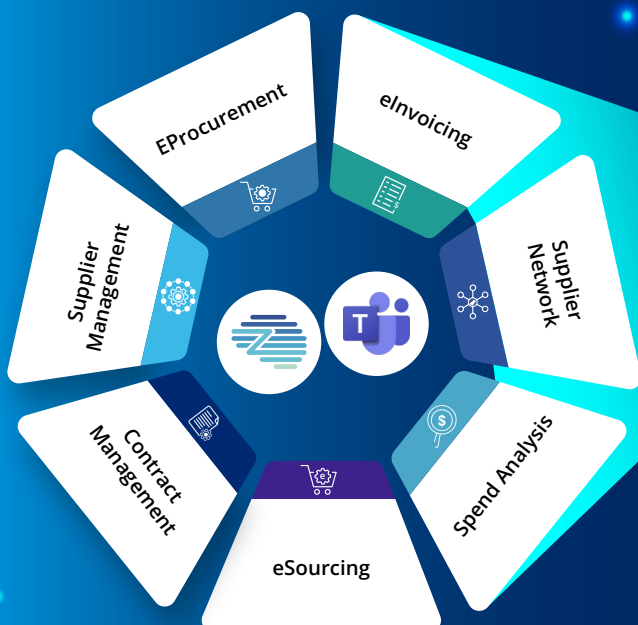 EProcurement
eInvoicing
Supplier
Network
Spend Analysis
eSourcing
Contract
Management
Supplier
Management
T
$
$
e